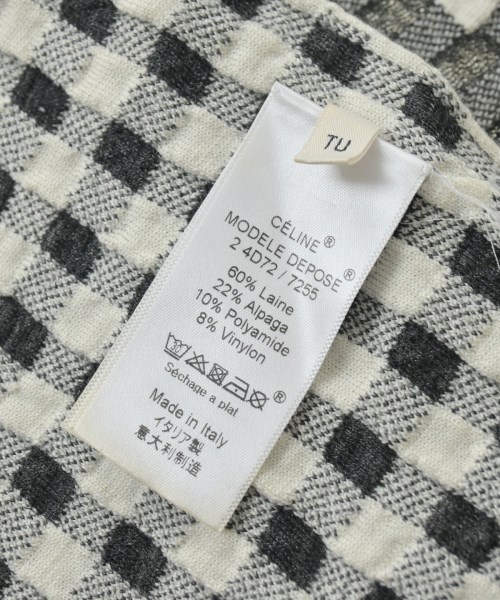 TU
CÉLINE®
MODELE DEPOSE®
2 4D72 / 7255
60% Laine
22% Alpaga
10% Polyamide
8% Vinylon
30 ®
Séchage a plat
Made in Italy
イタリア製
意大利制造